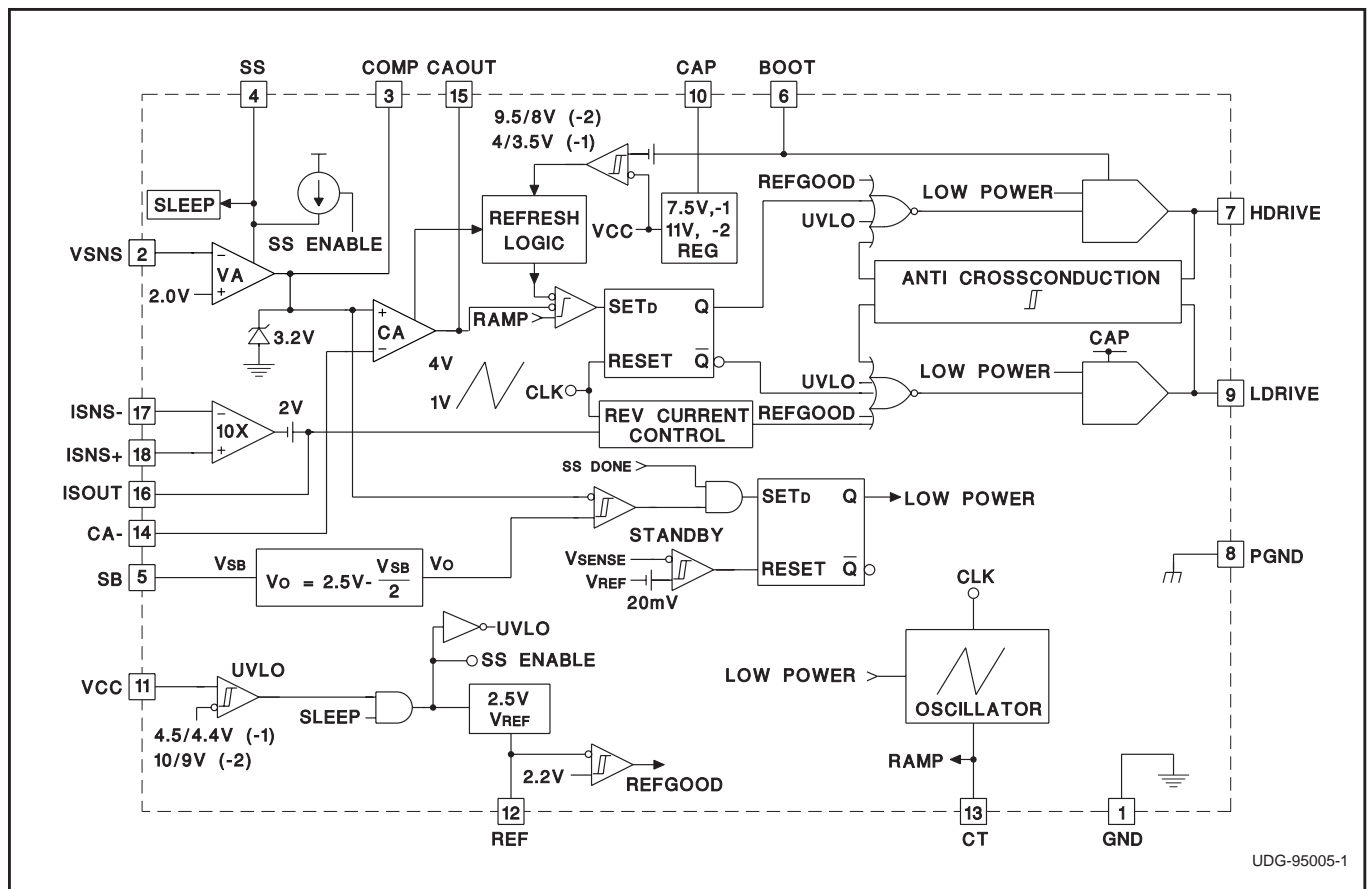 SS
4
COMP
3
CAOUT
15
CAP
10
BOOT
6
9.5/8V (-2)
4/3.5V (-1)
SLEEP
SS ENABLE
REFRESH
LOGIC
VCC
7.5V,-1
11V, -2
REG
REFGOOD
UVLO
LOW POWER
7
HDRIVE
VSNS
2
-
VA
+
2.0V
3.2V
+
CA
-
RAMP
SETD
Q
RESET
Q
ANTI CROSSCONDUCTION
CAP
4V
1V
CLK
UVLO
REFGOOD
LOW POWER
9
LDRIVE
ISNS-
17
-
10X
+
2V
ISNS+
18
REV CURRENT
CONTROL
ISOUT
16
CA-
14
SS DONE
SETD
Q
LOW POWER
STANDBY
VSENSE
VREF
20mV
RESET
Q
8
PGND
SB
5
VSB
VO = 2.5V- VSB
2
VO
UVLO
SS ENABLE
CLK
VCC
11
UVLO
SLEEP
4.5/4.4V (-1)
10/9V (-2)
2.5V
VREF
2.2V
REFGOOD
LOW POWER
OSCILLATOR
RAMP
12
REF
13
CT
1
GND
UDG-95005-1